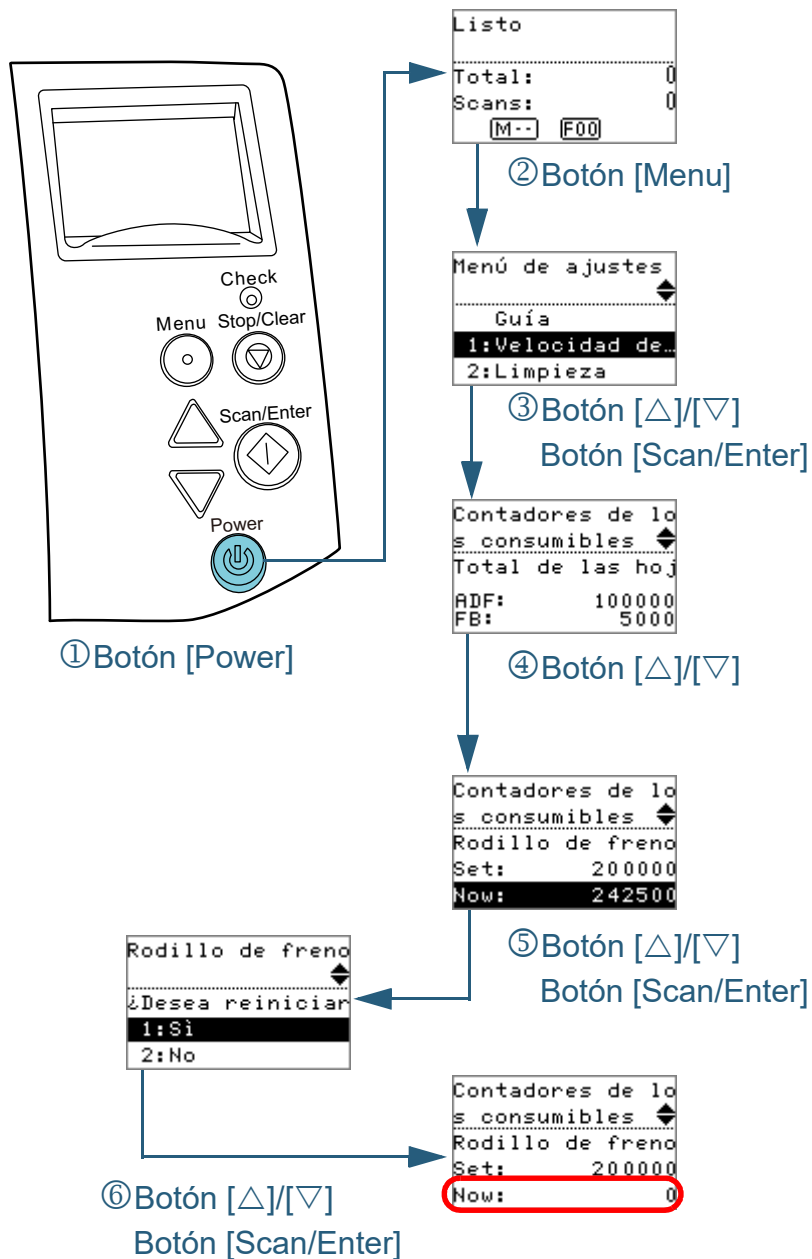 Check
Menu Stop/Clear
Scan/Enter
Power
①Botón [Power]
Listo
Total: 0
Scans: 0
M-- F00
②Botón [Menu]
Menú de ajustes
Guía
1:Velocidad de…
2:Limpieza
③Botón [△]/[▽]
Botón [Scan/Enter]
Contadores de lo
s consumibles
Total de las hoj
ADF: 100000
FB: 5000
④Botón [△]/[▽]
Contadores de lo
s consumibles
Rodillo de freno
Set: 200000
Now: 242500
⑤Botón [△]/[▽]
Botón [Scan/Enter]
Rodillo de freno
¿Desea reiniciar
1:Sì
2:No
⑥Botón [△]/[▽]
Botón [Scan/Enter]
Contadores de lo
s consumibles
Rodillo de freno
Set: 200000
Now: 0